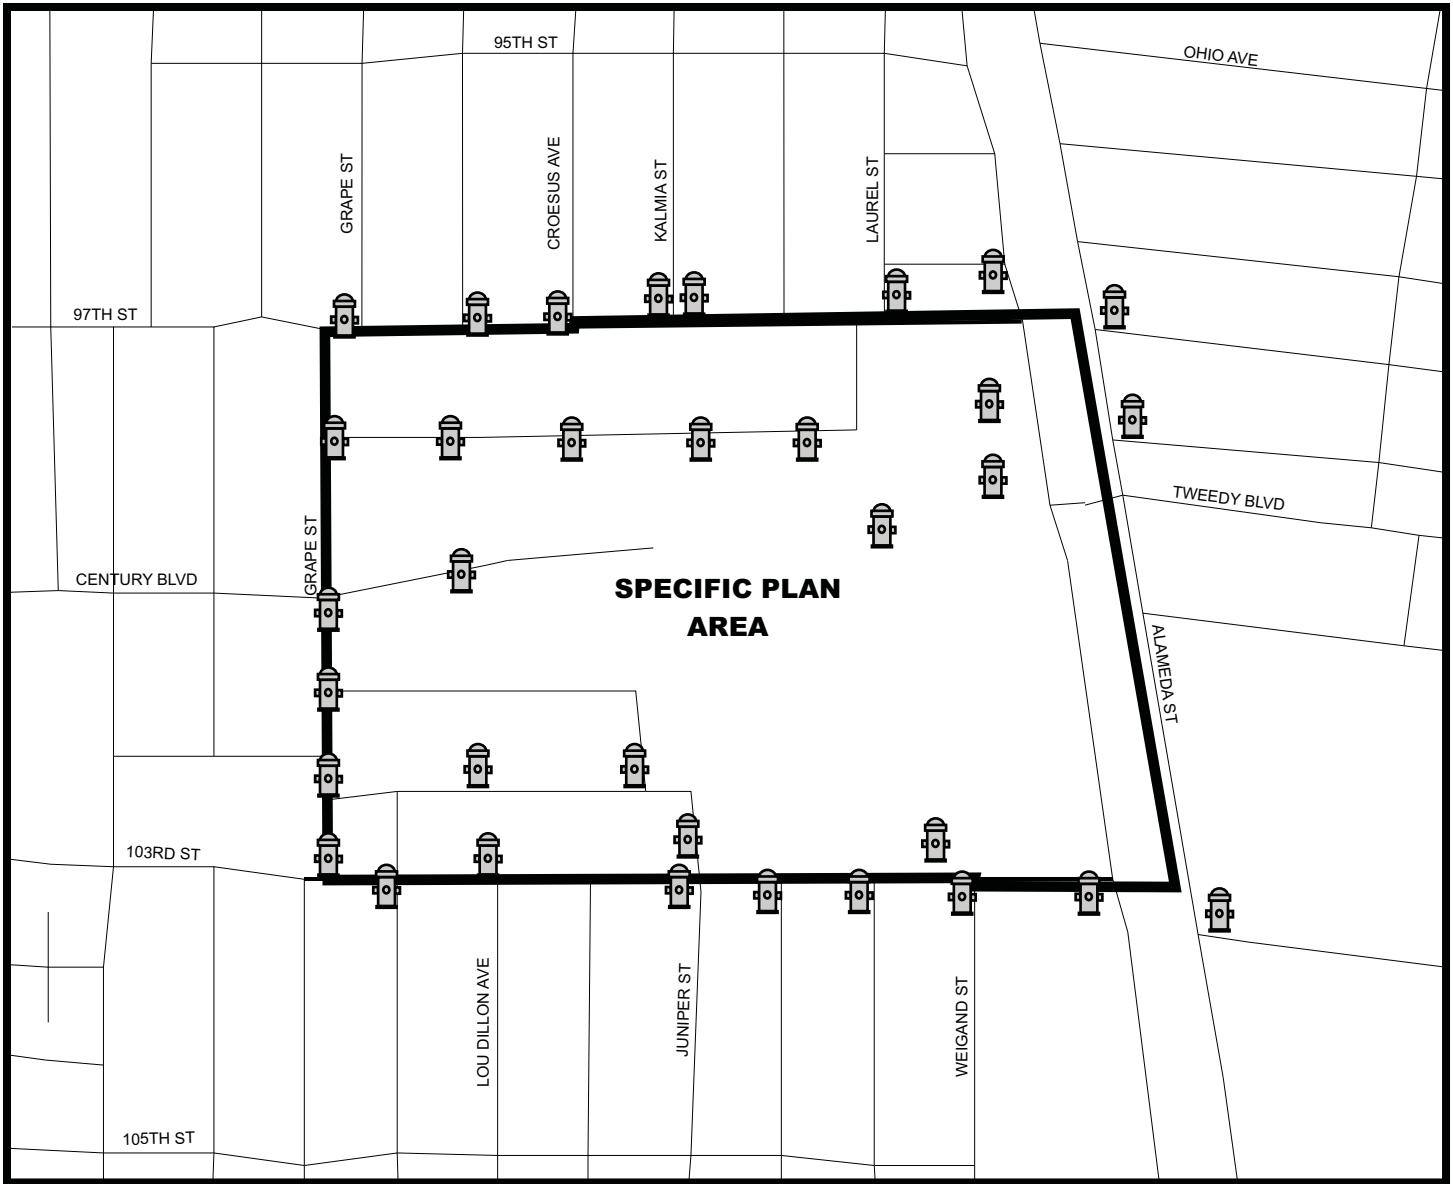 95TH ST
OHIO AVE
GRAPE ST
CROESUS AVE
KALMIA ST
LAUREL ST
97TH ST
TWEEDY BLVD
GRAPE ST
CENTURY BLVD
SPECIFIC PLAN
AREA
ALAMEDA ST
103RD ST
LOU DILLON AVE
JUNIPER ST
WEIGAND ST
105TH ST